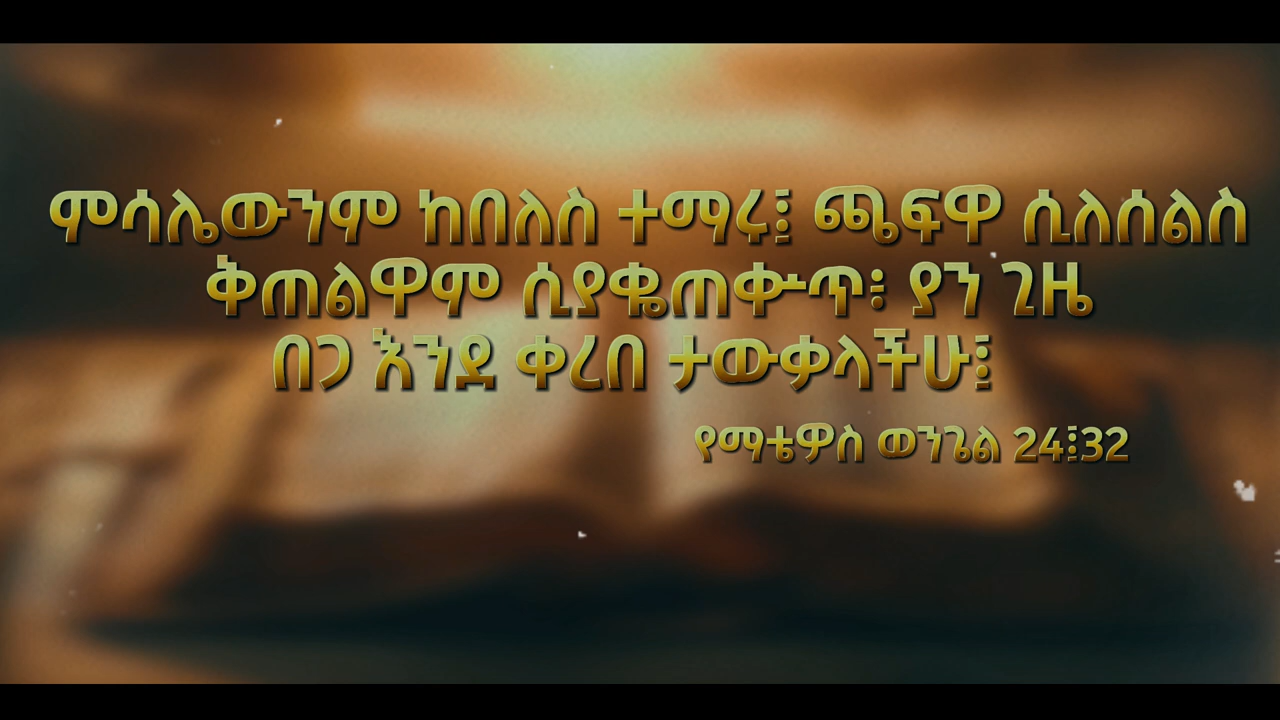 ምሳሌውንም ከበለስ ተማሩ፤ ጫፍዋ ሲለሰልስ
ቅጠልዋም ሲያቈጠቍጥ፥ ያን ጊዜ
በጋ እንደ ቀረበ ታውቃላችሁ፤
የማቴዎስ ወንጌል 24፤32